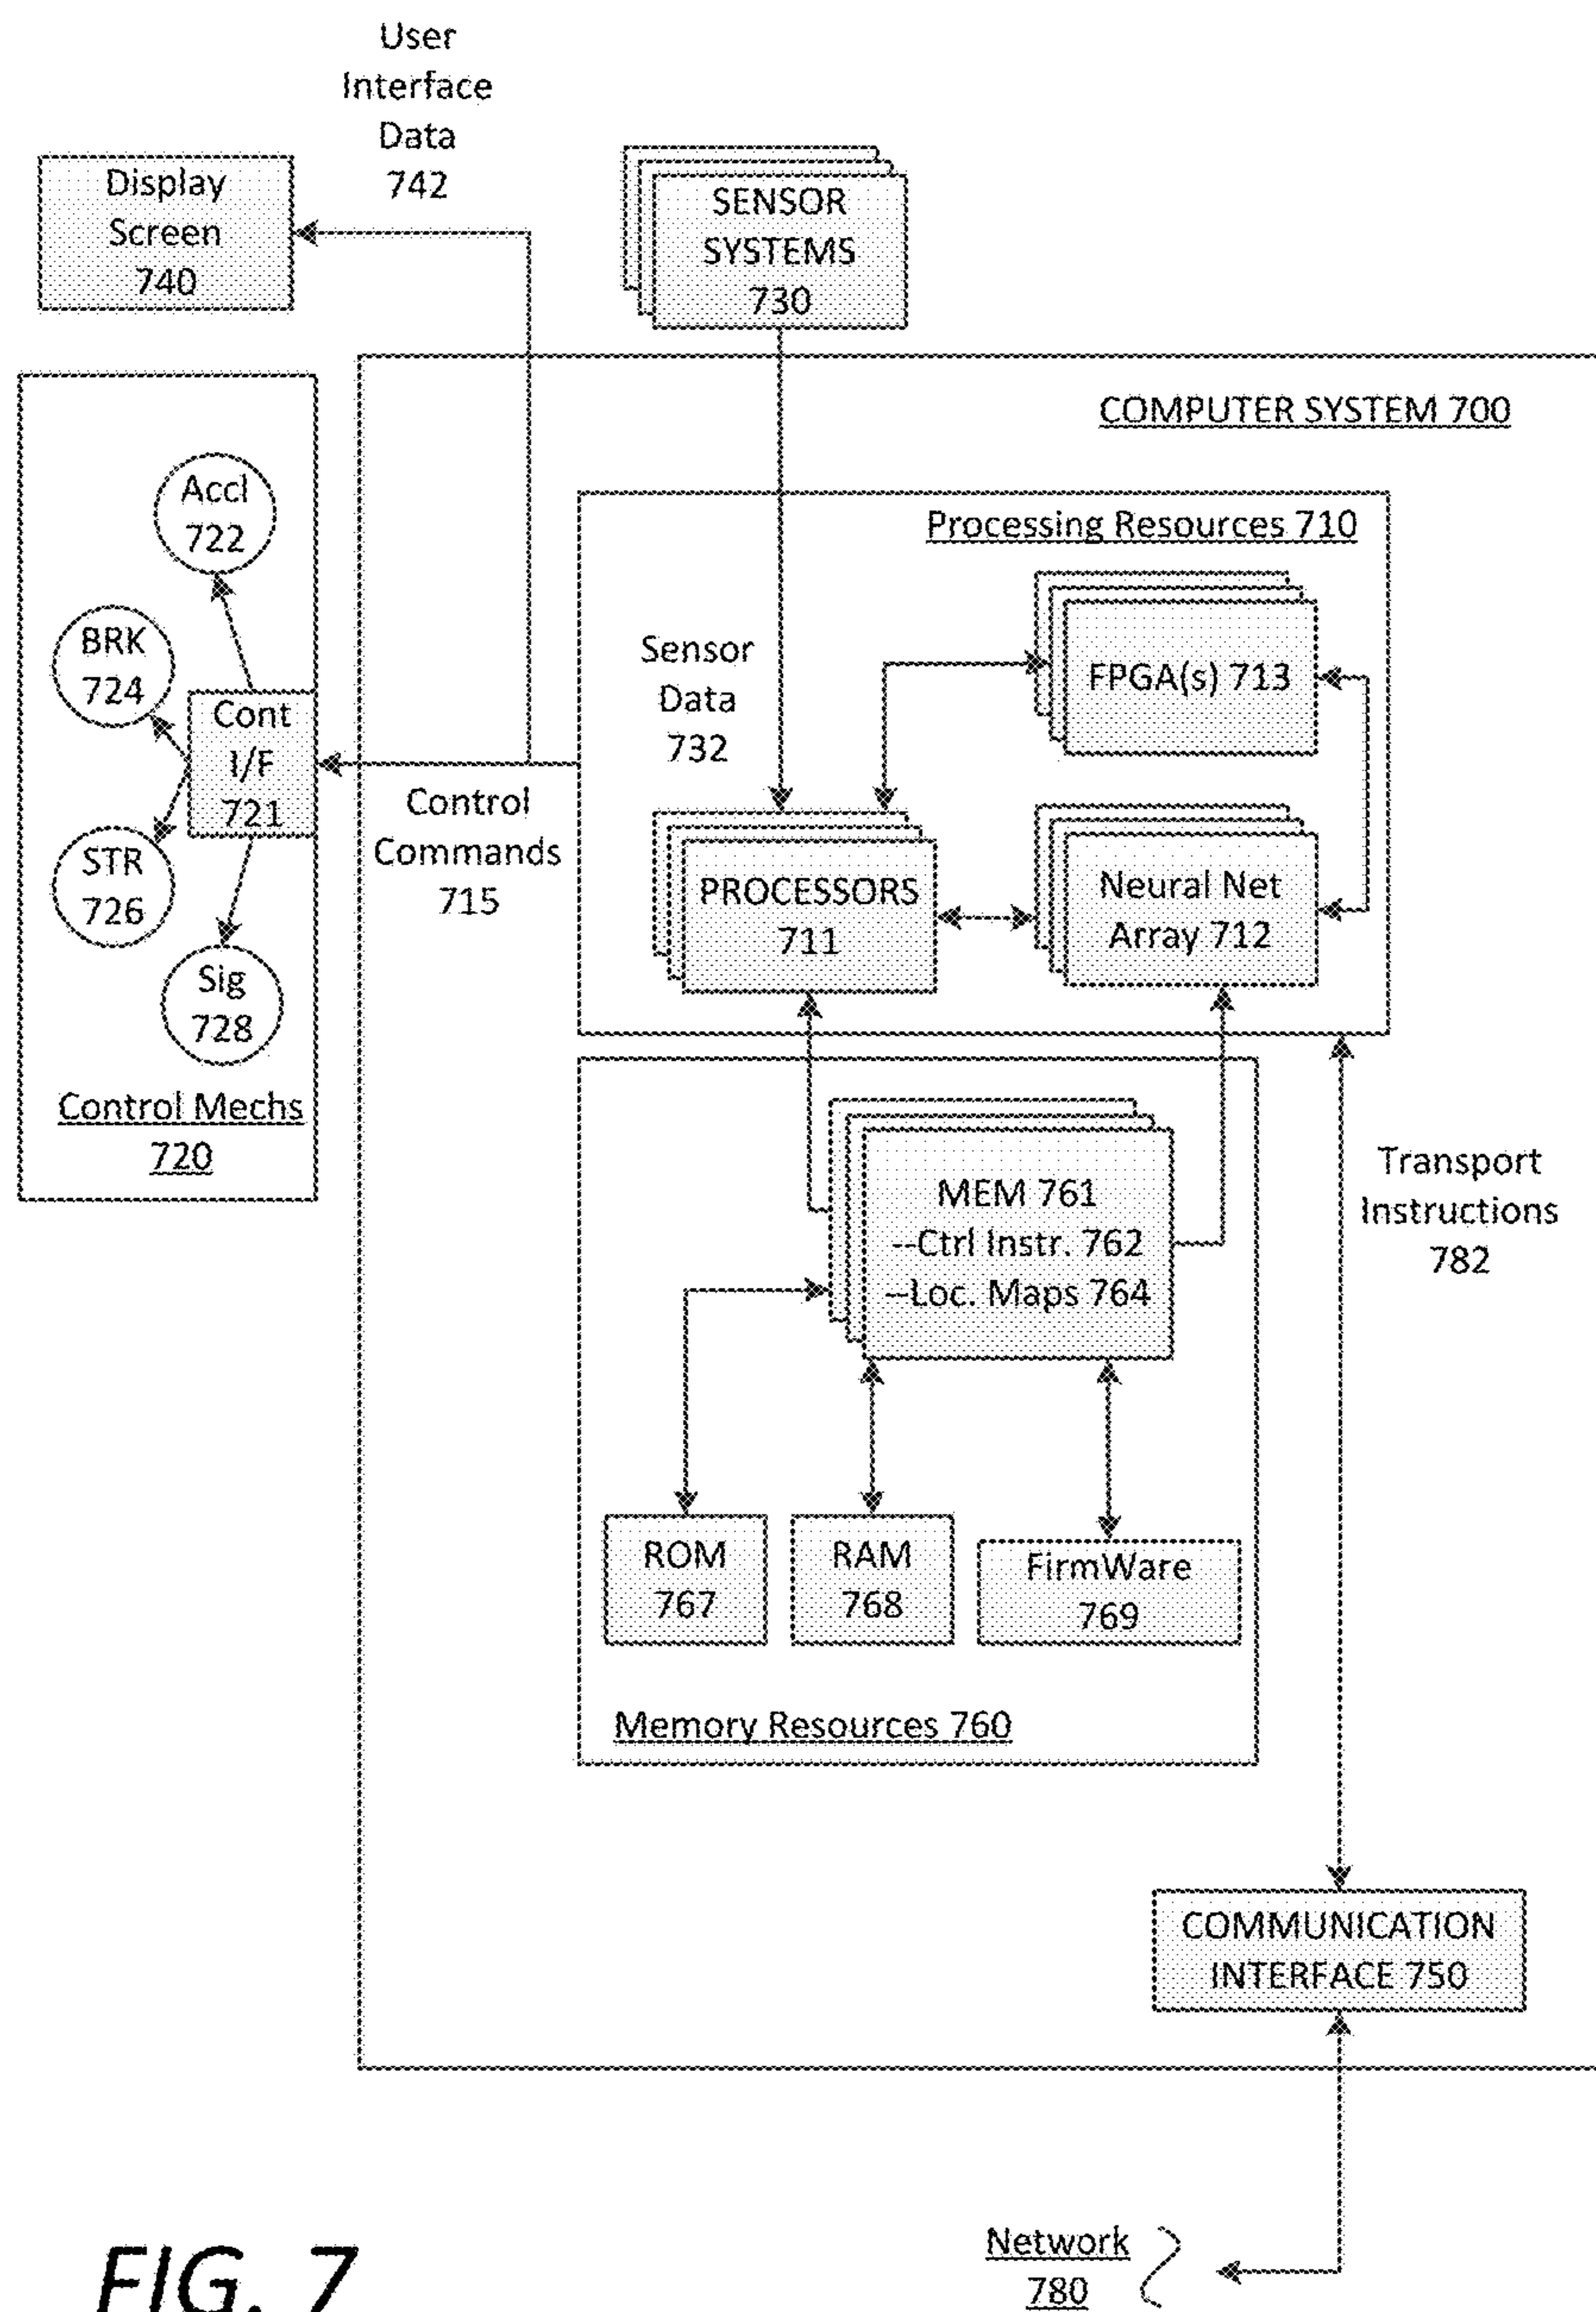 User
Interface
Data
742
Display
Screen
740
SENSOR
SYSTEMS
730
COMPUTER SYSTEM 700
Accl
722
BRK
724
Cont
I/F
721
STR
726
Sig
728
Control Mechs
720
Control
Commands
715
Processing Resources 710
Sensor
Data
732
FPGA(s) 713
PROCESSORS
711
Neural Net
Array 712
MEM 761
--Ctrl Instr. 762
--Loc. Maps 764
Transport
Instructions
782
ROM
767
RAM
768
FirmWare
769
Memory Resources 760
COMMUNICATION
INTERFACE 750
Network
780
FIG. 7